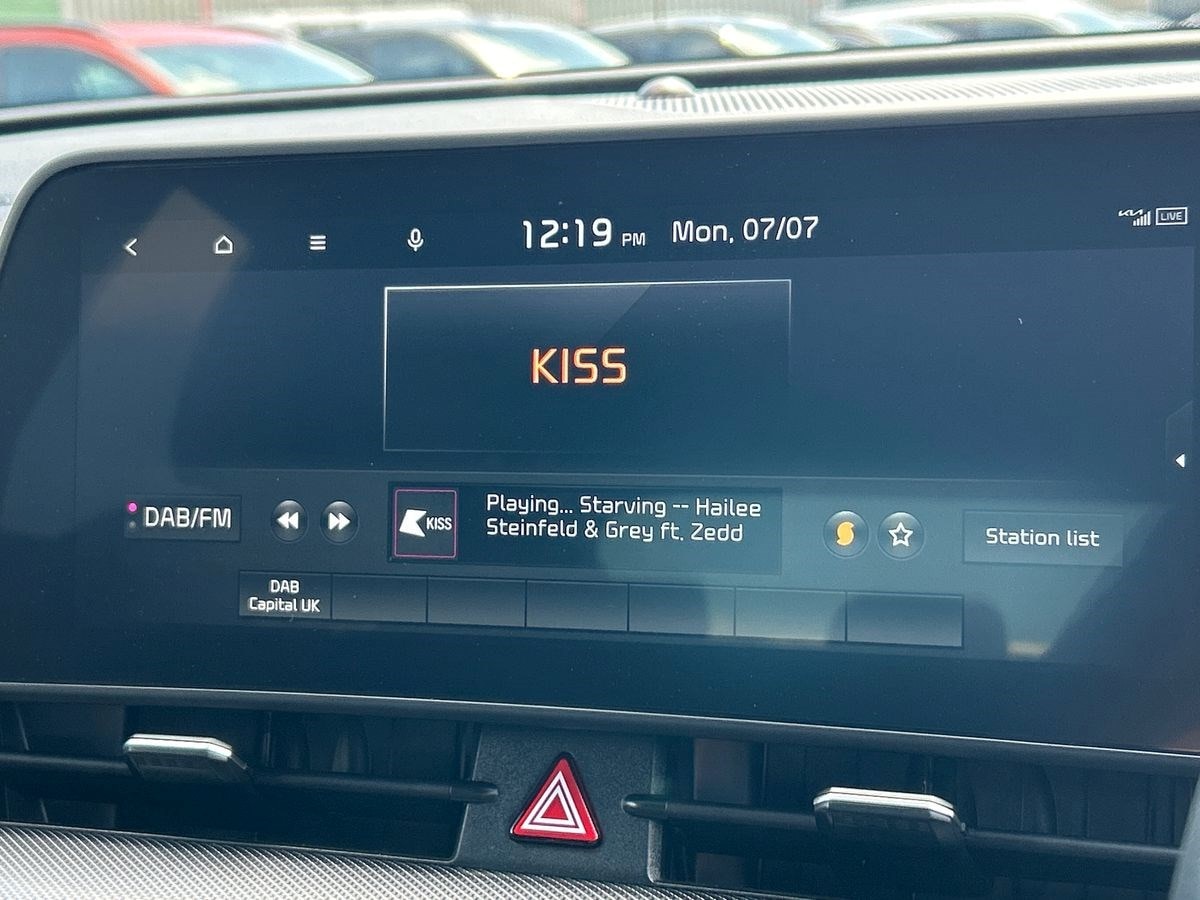 12:19 PM Mon, 07/07
KIA LIVE
KISS
DAB/FM
KISS
Playing... Starving -- Hailee
Steinfeld & Grey ft. Zedd
Station list
DAB
Capital UK